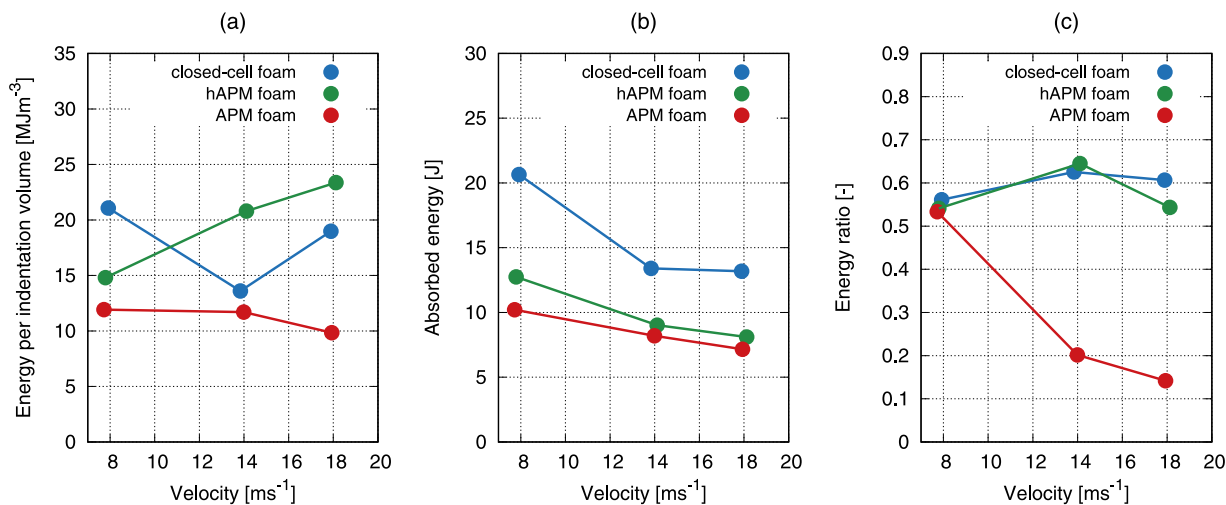 (a)
Energy per indentation volume [MJm⁻³]
35
30
25
20
15
10
5
0
closed-cell foam
hAPM foam
APM foam
8 10 12 14 16 18 20
Velocity [ms⁻¹]
(b)
Absorbed energy [J]
30
25
20
15
10
5
0
closed-cell foam
hAPM foam
APM foam
8 10 12 14 16 18 20
Velocity [ms⁻¹]
(c)
Energy ratio [-]
0.9
0.8
0.7
0.6
0.5
0.4
0.3
0.2
0.1
0
closed-cell foam
hAPM foam
APM foam
8 10 12 14 16 18 20
Velocity [ms⁻¹]